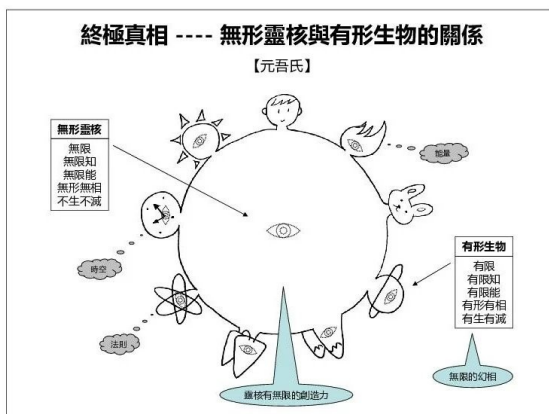 終極真相 ---- 無形靈核與有形生物的關係
【元吾氏】
無形靈核
無限
無限知
無限能
無形無相
不生不滅
能量
時空
法則
有形生物
有限
有限知
有限能
有形有相
有生有滅
無限的幻相
靈核有無限的創造力